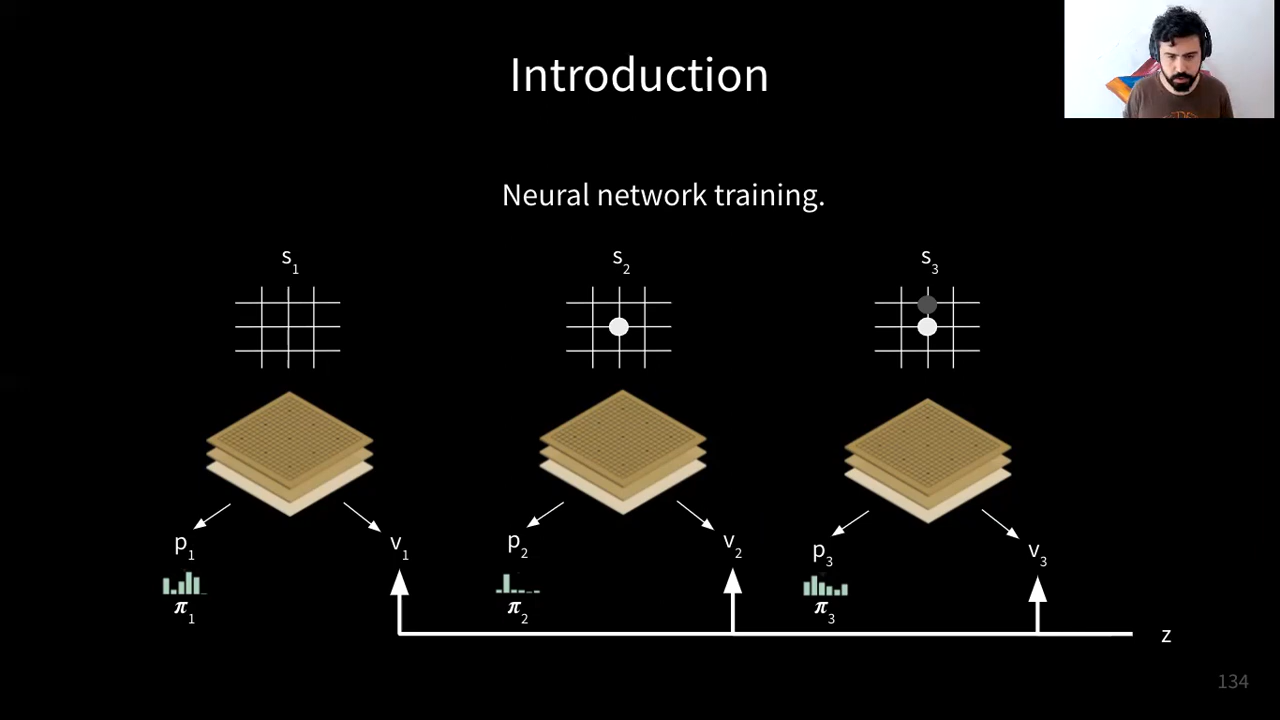 Introduction
Neural network training.
s1 s2 s3
p1 v1 p2 v2 p3 v3
π1 π2 π3
z
134